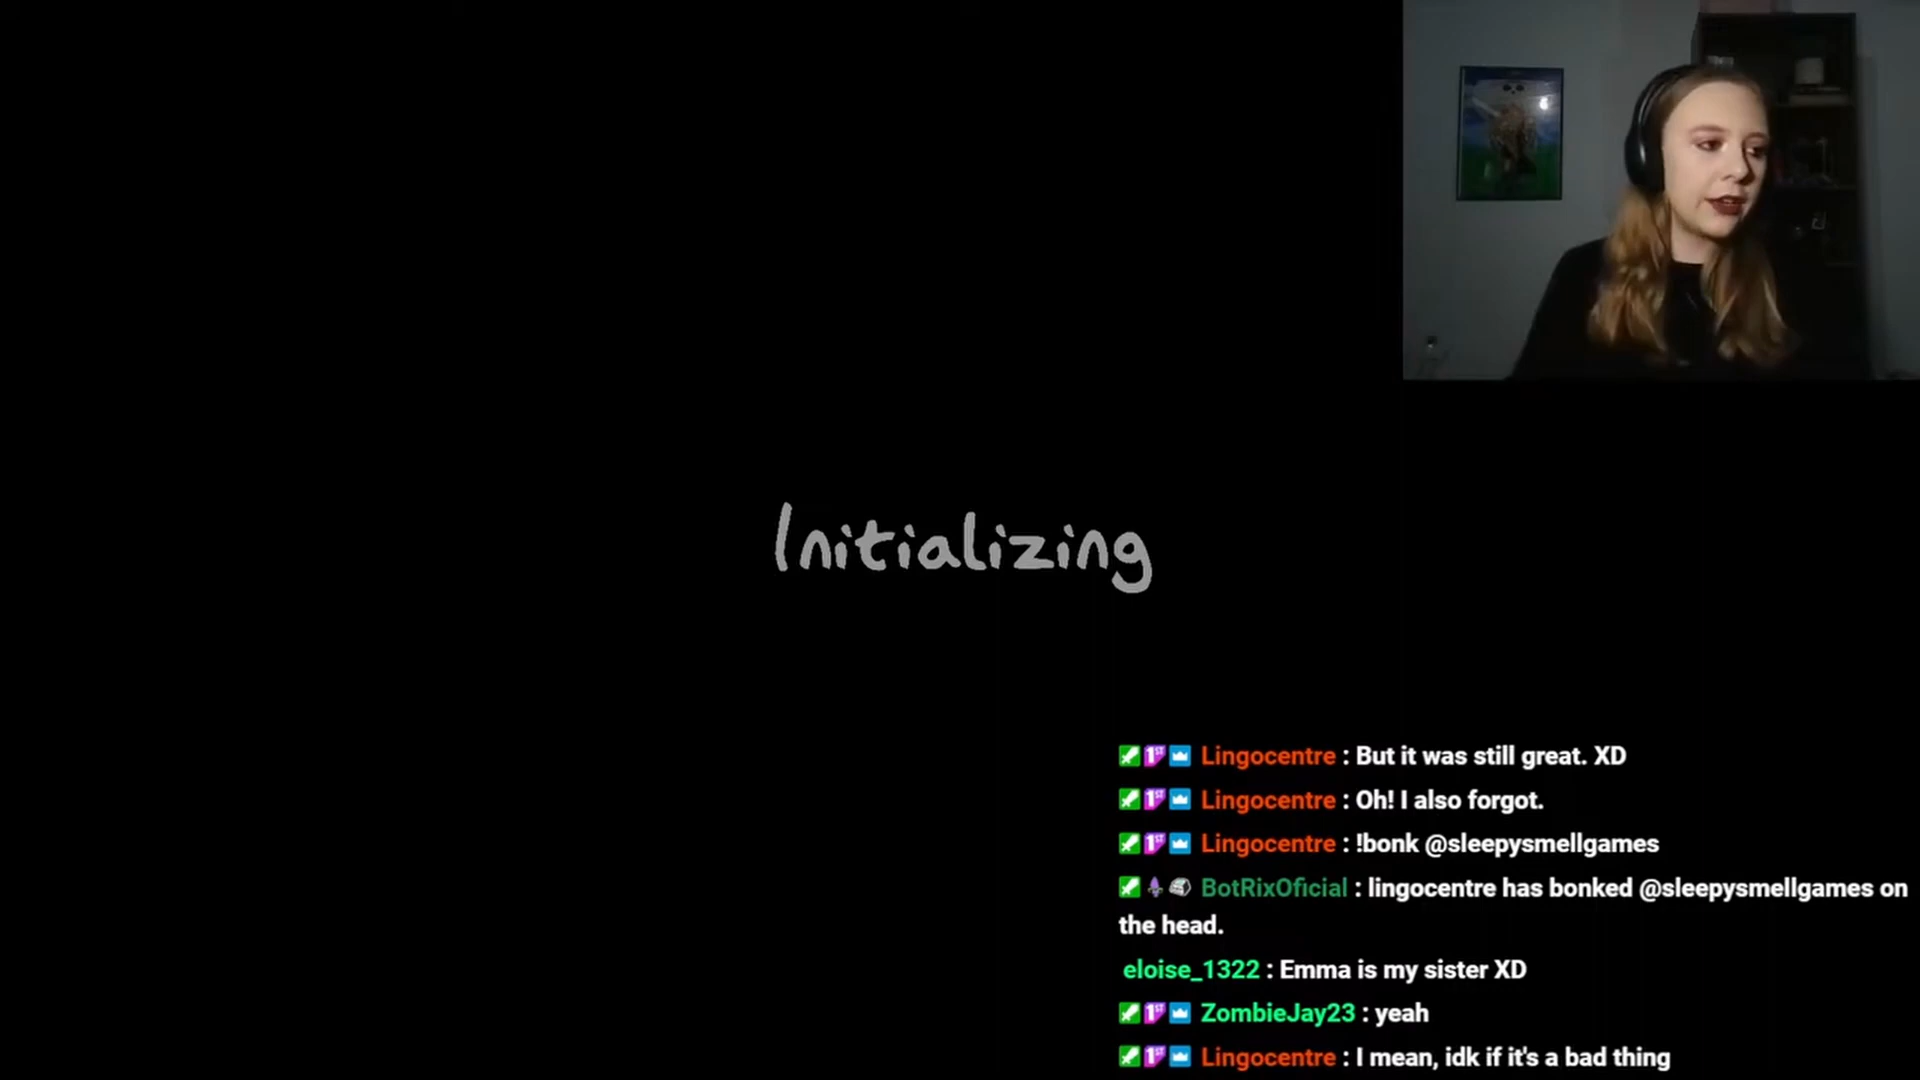 Initializing
Lingocentre : But it was still great. XD
Lingocentre : Oh! I also forgot.
Lingocentre : !bonk @sleepysmellgames
BotRixOficial : lingocentre has bonked @sleepysmellgames on
the head.
eloise_1322 : Emma is my sister XD
ZombieJay23 : yeah
Lingocentre : I mean, idk if it's a bad thing